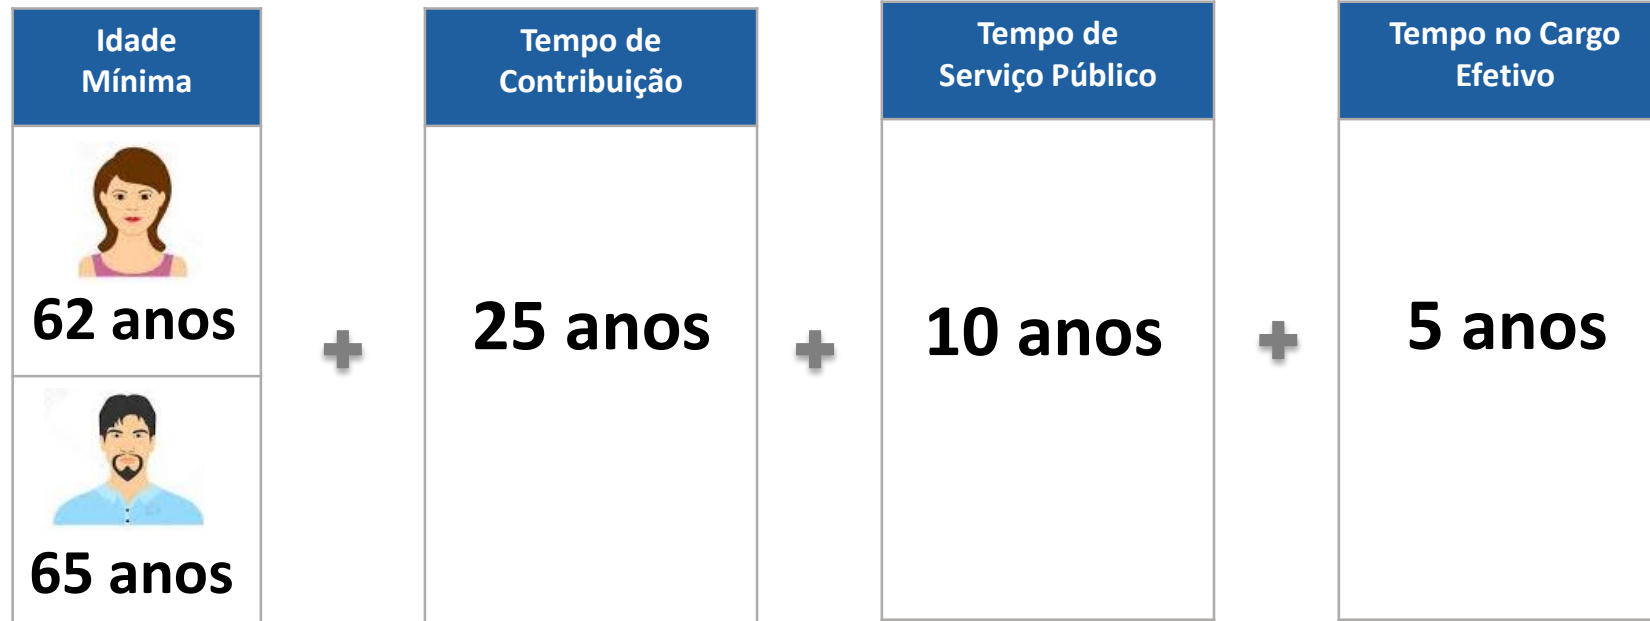 Idade
Mínima
62 anos
65 anos
Tempo de
Contribuição
25 anos
Tempo de
Serviço Público
10 anos
Tempo no Cargo
Efetivo
5 anos